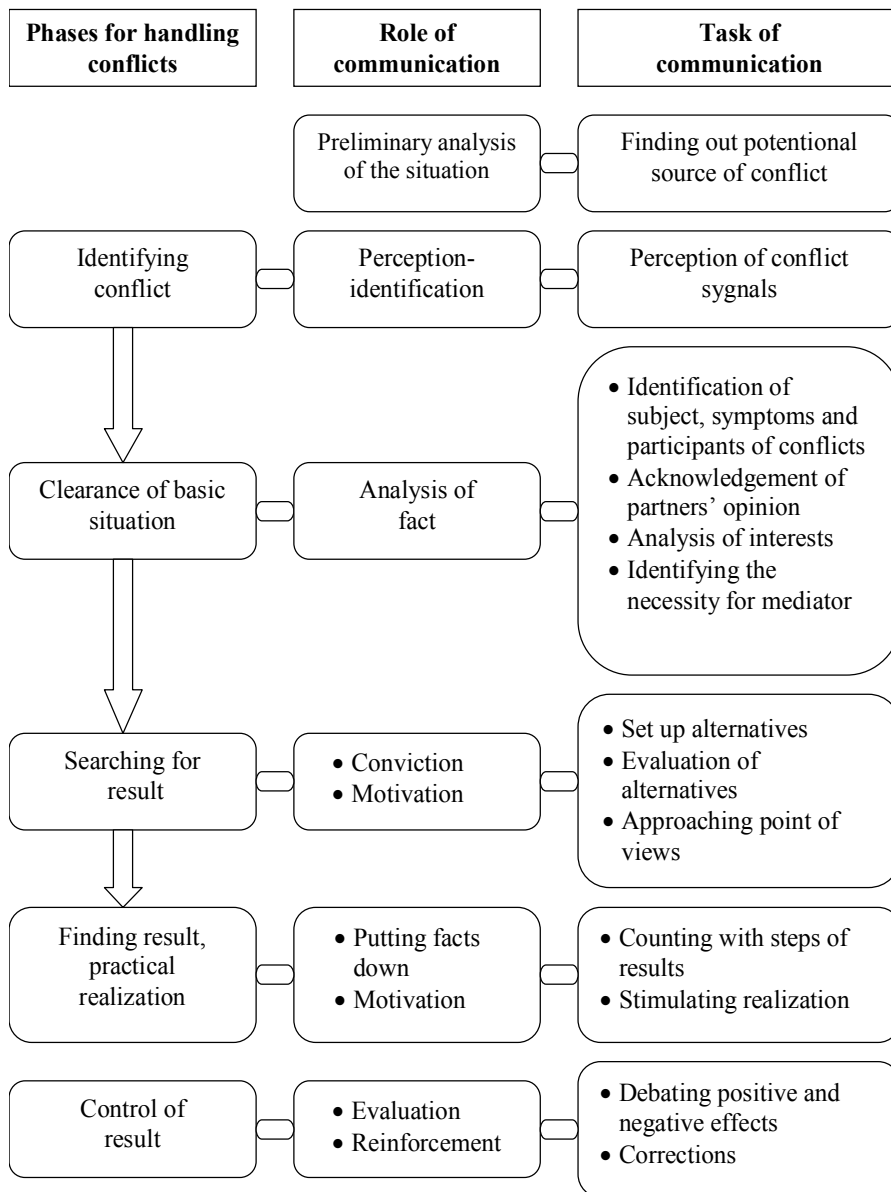 Phases for handling
conflicts
Role of
communication
Task of
communication
Preliminary analysis
of the situation
Finding out potentional
source of conflict
Identifying
conflict
Perception-
identification
Perception of conflict
sygnals
Clearance of basic
situation
Analysis of
fact
• Identification of
subject, symptoms and
participants of conflicts
• Acknowledgement of
partners’ opinion
• Analysis of interests
• Identifying the
necessity for mediator
Searching for
result
• Conviction
• Motivation
• Set up alternatives
• Evaluation of
alternatives
• Approaching point of
views
Finding result,
practical
realization
• Putting facts
down
• Motivation
• Counting with steps of
results
• Stimulating realization
Control of
result
• Evaluation
• Reinforcement
• Debating positive and
negative effects
• Corrections